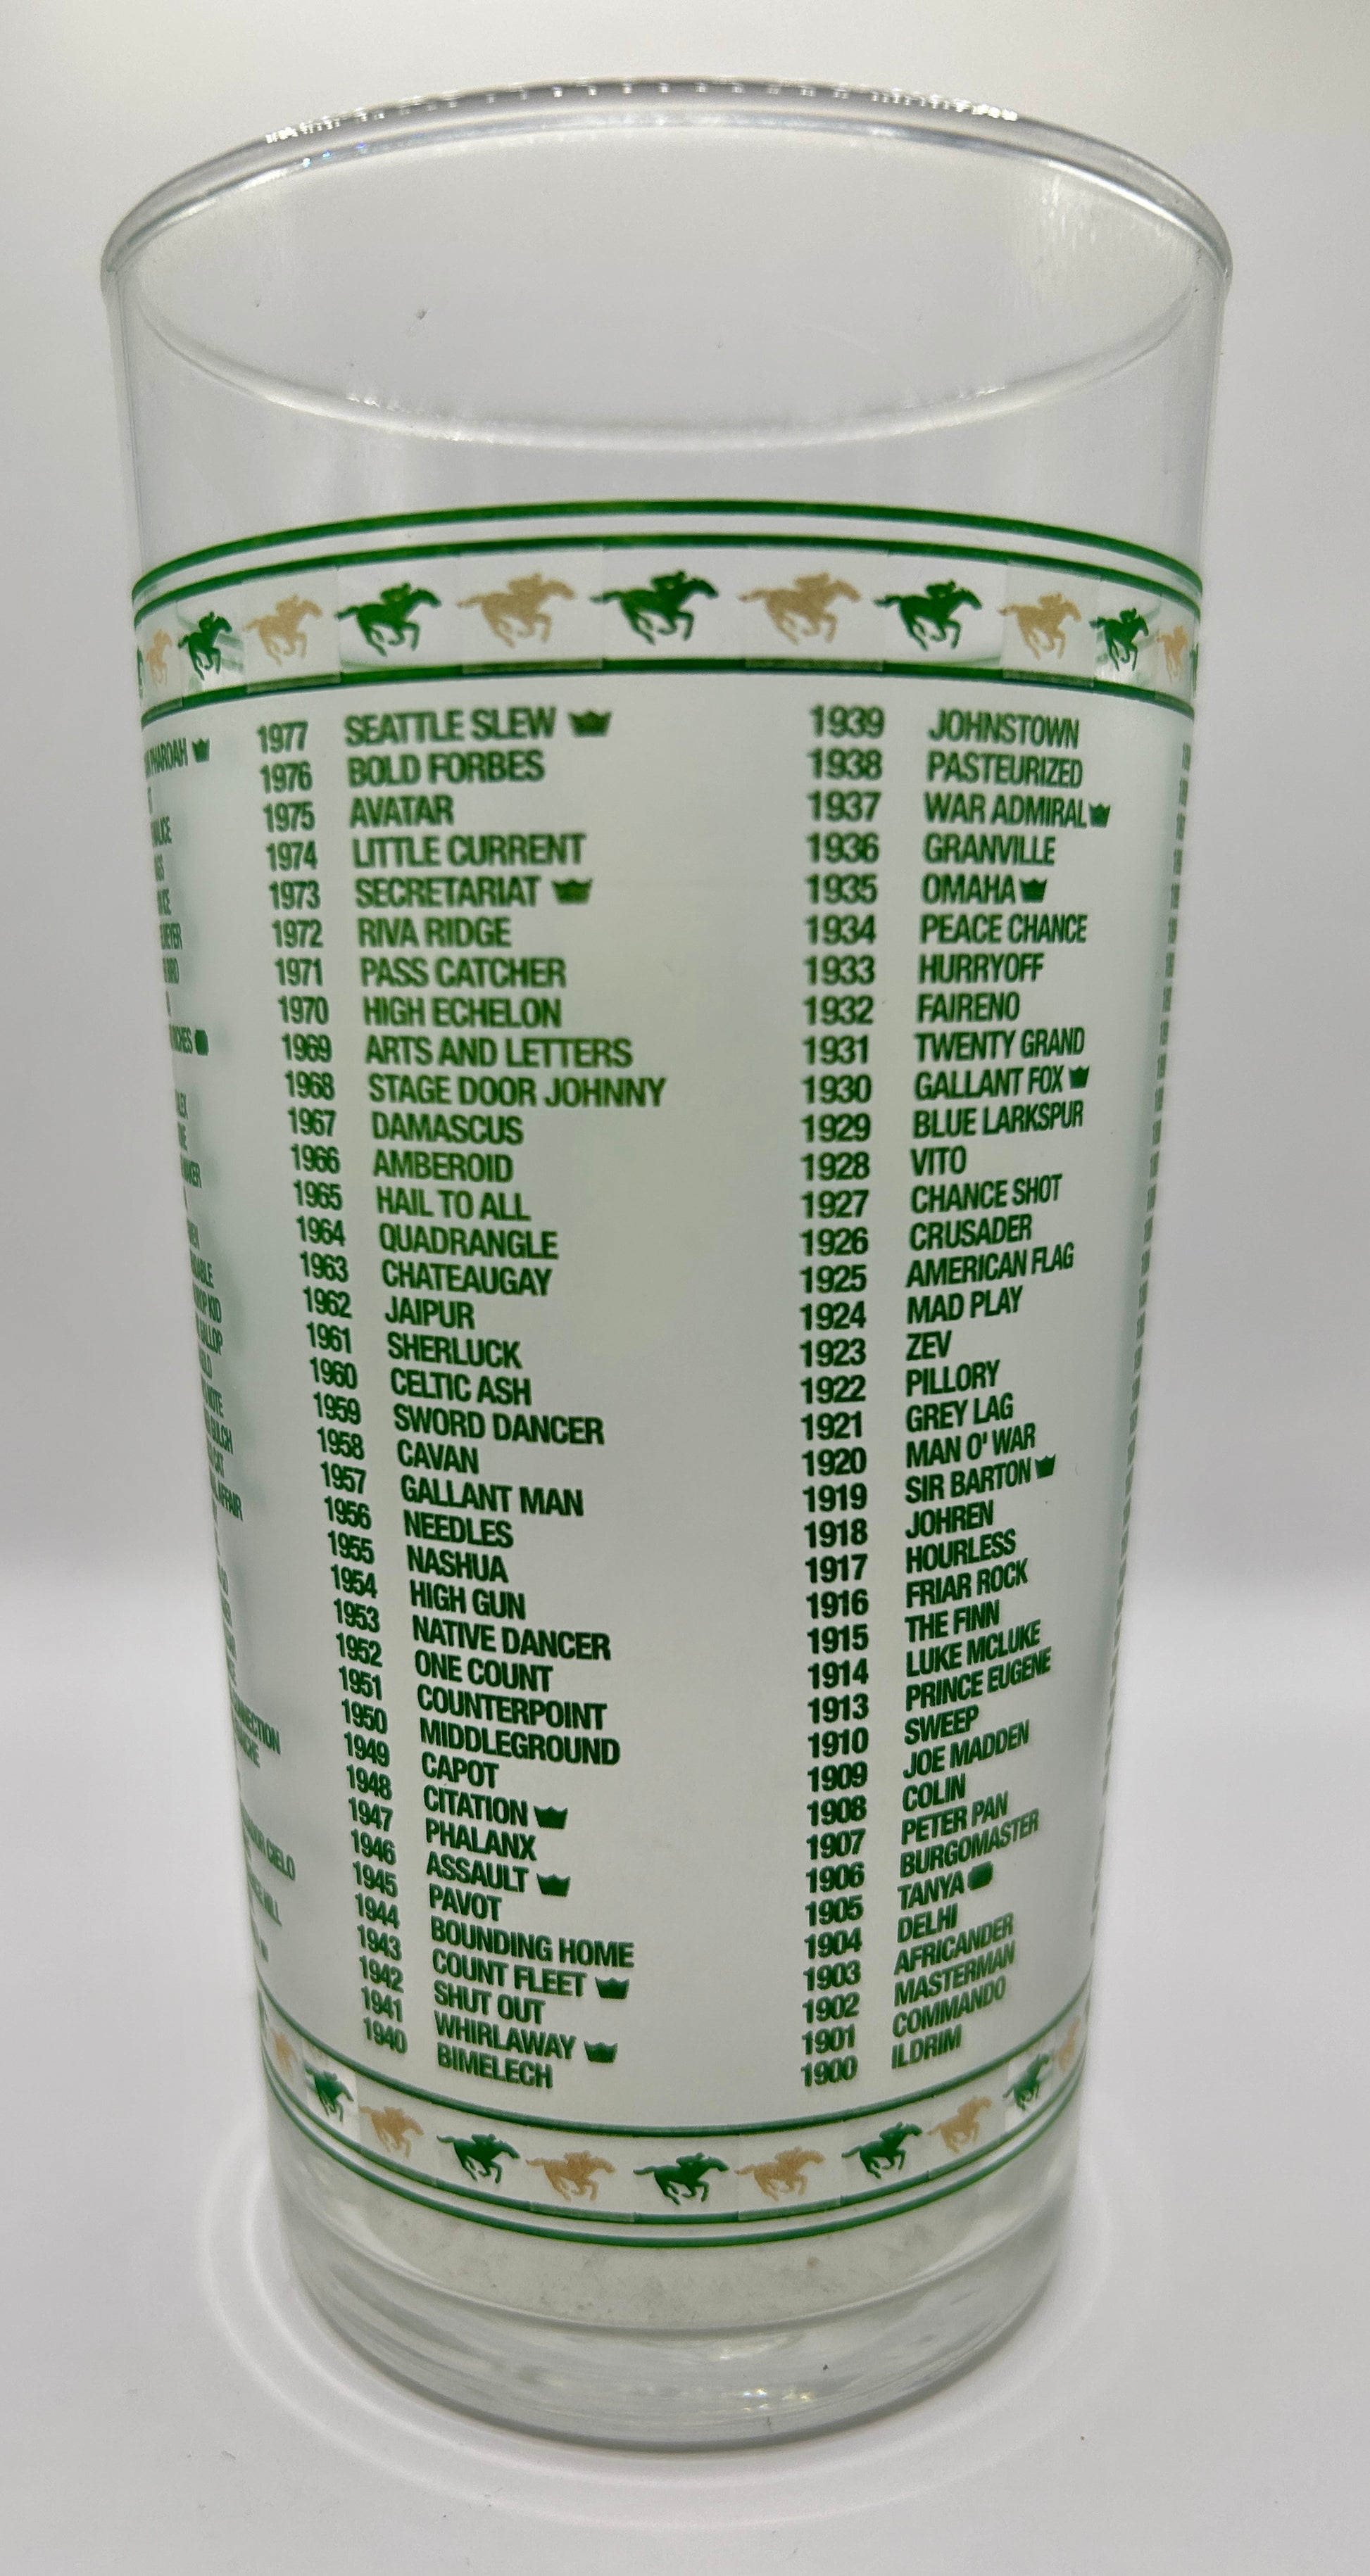 PHAROAH
1977 SEATTLE SLEW
1976 BOLD FORBES
1975 AVATAR
1974 LITTLE CURRENT
1973 SECRETARIAT
1972 RIVA RIDGE
1971 PASS CATCHER
1970 HIGH ECHELON
1969 ARTS AND LETTERS
1968 STAGE DOOR JOHNNY
1967 DAMASCUS
1966 AMBEROID
1965 HAIL TO ALL
1964 QUADRANGLE
1963 CHATEAUGAY
1962 JAIPUR
1961 SHERLUCK
1960 CELTIC ASH
1959 SWORD DANCER
1958 CAVAN
1957 GALLANT MAN
1956 NEEDLES
1955 NASHUA
1954 HIGH GUN
1953 NATIVE DANCER
1952 ONE COUNT
1951 COUNTERPOINT
1950 MIDDLEGROUND
1949 CAPOT
1948 CITATION
1947 PHALANX
1946 ASSAULT
1945 PAVOT
1944 BOUNDING HOME
1943 COUNT FLEET
1942 SHUT OUT
1941 WHIRLAWAY
1940 BIMELECH
1939 JOHNSTOWN
1938 PASTEURIZED
1937 WAR ADMIRAL
1936 GRANVILLE
1935 OMAHA
1934 PEACE CHANCE
1933 HURRYOFF
1932 FAIRENO
1931 TWENTY GRAND
1930 GALLANT FOX
1929 BLUE LARKSPUR
1928 VITO
1927 CHANCE SHOT
1926 CRUSADER
1925 AMERICAN FLAG
1924 MAD PLAY
1923 ZEV
1922 PILLORY
1921 GREY LAG
1920 MAN O' WAR
1919 SIR BARTON
1918 JOHREN
1917 HOURLESS
1916 FRIAR ROCK
1915 THE FINN
1914 LUKE MCLUKE
1913 PRINCE EUGENE
1910 SWEEP
1909 JOE MADDEN
1908 COLIN
1907 PETER PAN
1906 BURGOMASTER
1905 TANYA
1904 DELHI
1903 AFRICANDER
1902 MASTERMAN
1901 COMMANDO
1900 ILDRIM